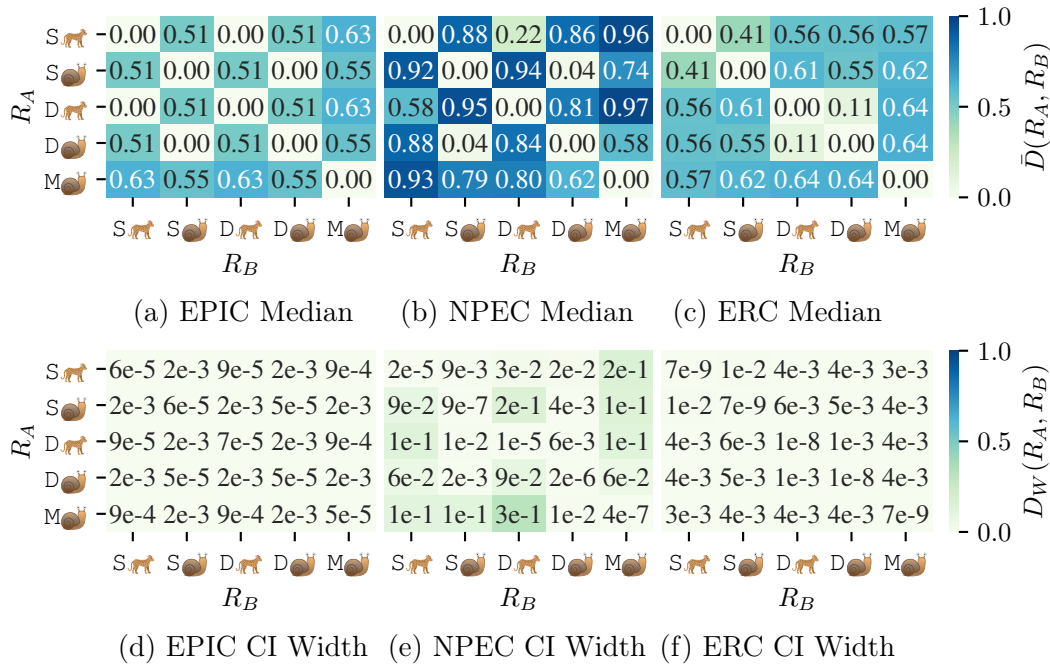 S 0.00 0.51 0.00 0.51 0.63 0.00 0.88 0.22 0.86 0.96 0.00 0.41 0.56 0.56 0.57 1.0
S 0.51 0.00 0.51 0.00 0.55 0.92 0.00 0.94 0.04 0.74 0.41 0.00 0.61 0.55 0.62
R_A D 0.00 0.51 0.00 0.51 0.63 0.58 0.95 0.00 0.81 0.97 0.56 0.61 0.00 0.11 0.64 0.5 D̄(R_A, R_B)
D 0.51 0.00 0.51 0.00 0.55 0.88 0.04 0.84 0.00 0.58 0.56 0.55 0.11 0.00 0.64
M 0.63 0.55 0.63 0.55 0.00 0.93 0.79 0.80 0.62 0.00 0.57 0.62 0.64 0.64 0.00 0.0
S S D D M S S D D M S S D D M
R_B R_B R_B
(a) EPIC Median (b) NPEC Median (c) ERC Median
S 6e-5 2e-3 9e-5 2e-3 9e-4 2e-5 9e-3 3e-2 2e-2 2e-1 7e-9 1e-2 4e-3 4e-3 3e-3 1.0
S 2e-3 6e-5 2e-3 5e-5 2e-3 9e-2 9e-7 2e-1 4e-3 1e-1 1e-2 7e-9 6e-3 5e-3 4e-3
R_A D 9e-5 2e-3 7e-5 2e-3 9e-4 1e-1 1e-2 1e-5 6e-3 1e-1 4e-3 6e-3 1e-8 1e-3 4e-3 0.5 D_W(R_A, R_B)
D 2e-3 5e-5 2e-3 5e-5 2e-3 6e-2 2e-3 9e-2 2e-6 6e-2 4e-3 5e-3 1e-3 1e-8 4e-3
M 9e-4 2e-3 9e-4 2e-3 5e-5 1e-1 1e-1 3e-1 1e-2 4e-7 3e-3 4e-3 4e-3 4e-3 7e-9 0.0
S S D D M S S D D M S S D D M
R_B R_B R_B
(d) EPIC CI Width (e) NPEC CI Width (f) ERC CI Width